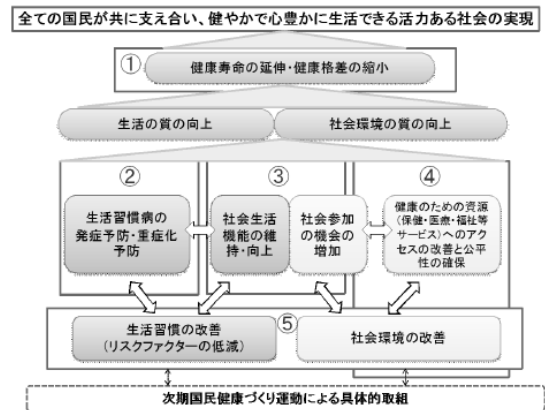 全ての国民が共に支え合い、健やかで心豊かに生活できる活力ある社会の実現
①
健康寿命の延伸・健康格差の縮小
生活の質の向上
社会環境の質の向上
②
生活習慣病の
発症予防・重症化
予防
③
社会生活
機能の維
持・向上
社会参加
の機会の
増加
④
健康のための資源
(保健・医療・福祉等
サービス)へのアク
セスの改善と公平
性の確保
⑤
生活習慣の改善
(リスクファクターの低減)
社会環境の改善
次期国民健康づくり運動による具体的取組